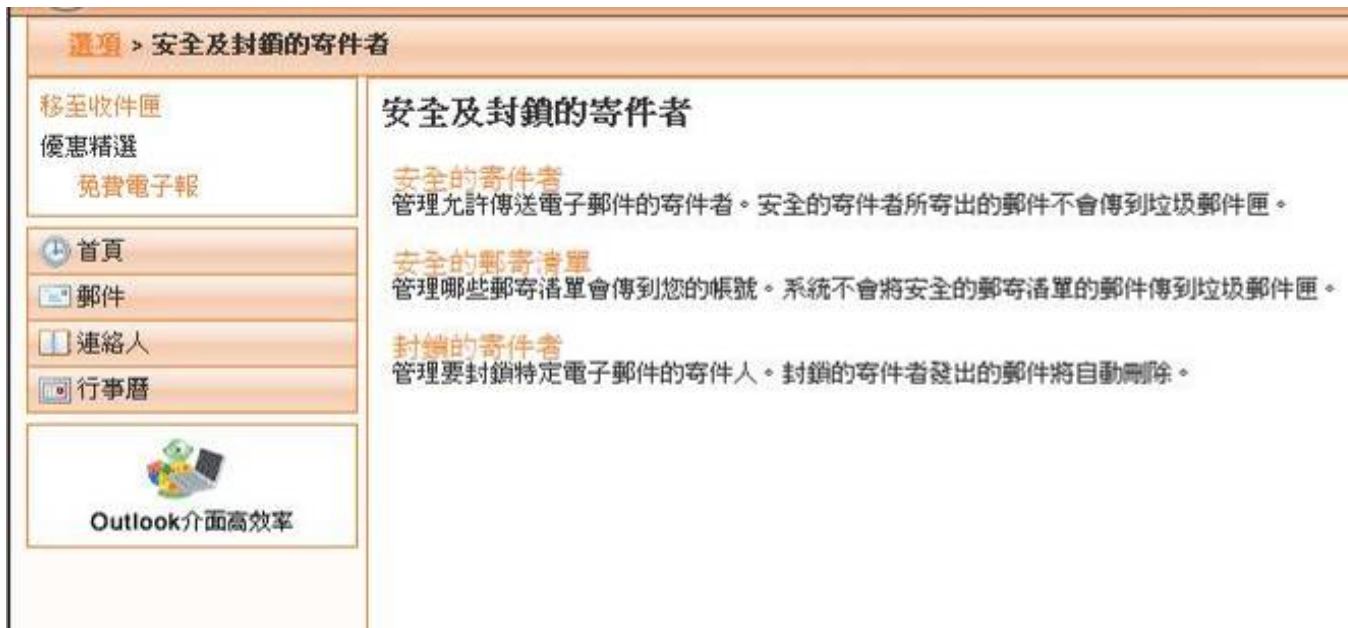 選項 > 安全及封鎖的寄件者
移至收件匣
優惠精選
免費電子報
首頁
郵件
連絡人
行事曆
Outlook介面高效率
安全及封鎖的寄件者
安全的寄件者
管理允許傳送電子郵件的寄件者。安全的寄件者所寄出的郵件不會傳到垃圾郵件匣。
安全的郵寄清單
管理哪些郵寄清單會傳到您的帳號。系統不會將安全的郵寄清單的郵件傳到垃圾郵件匣。
封鎖的寄件者
管理要封鎖特定電子郵件的寄件人。封鎖的寄件者發出的郵件將自動刪除。